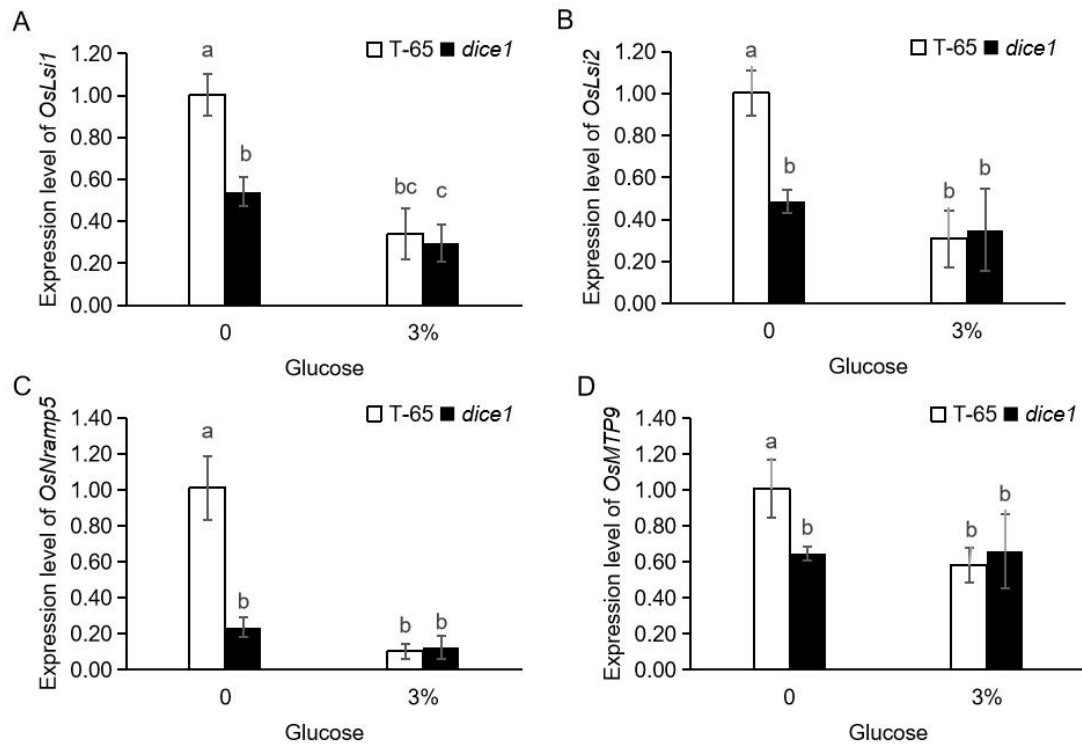 A
Expression level of OsLsi1
T-65 dice1
1.20
1.00
0.80
0.60
0.40
0.20
0.00
a
b
bc
c
0
3%
Glucose
B
Expression level of OsLsi2
T-65 dice1
1.20
1.00
0.80
0.60
0.40
0.20
0.00
a
b
b
b
0
3%
Glucose
C
Expression level of OsNramp5
T-65 dice1
1.40
1.20
1.00
0.80
0.60
0.40
0.20
0.00
a
b
b
b
0
3%
Glucose
D
Expression level of OsMTP9
T-65 dice1
1.40
1.20
1.00
0.80
0.60
0.40
0.20
0.00
a
b
b
b
0
3%
Glucose